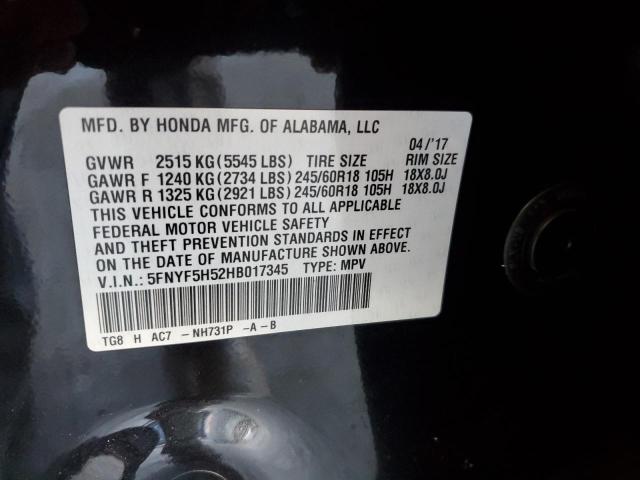 MFD. BY HONDA MFG. OF ALABAMA, LLC 04/'17
GVWR 2515 KG(5545 LBS) TIRE SIZE RIM SIZE
GAWR F 1240 KG(2734 LBS)245/60R18 105H 18X8.0J
GAWR R 1325 KG(2921 LBS)245/60R18 105H 18X8.0J
THIS VEHICLE CONFORMS TO ALL APPLICABLE
FEDERAL MOTOR VEHICLE SAFETY
AND THEFT PREVENTION STANDARDS IN EFFECT
ON THE DATE OF MANUFACTURE SHOWN ABOVE.
V.I.N.: 5FNYF5H52HB017345 TYPE: MPV
TG8 H AC7 -NH731P -A-B